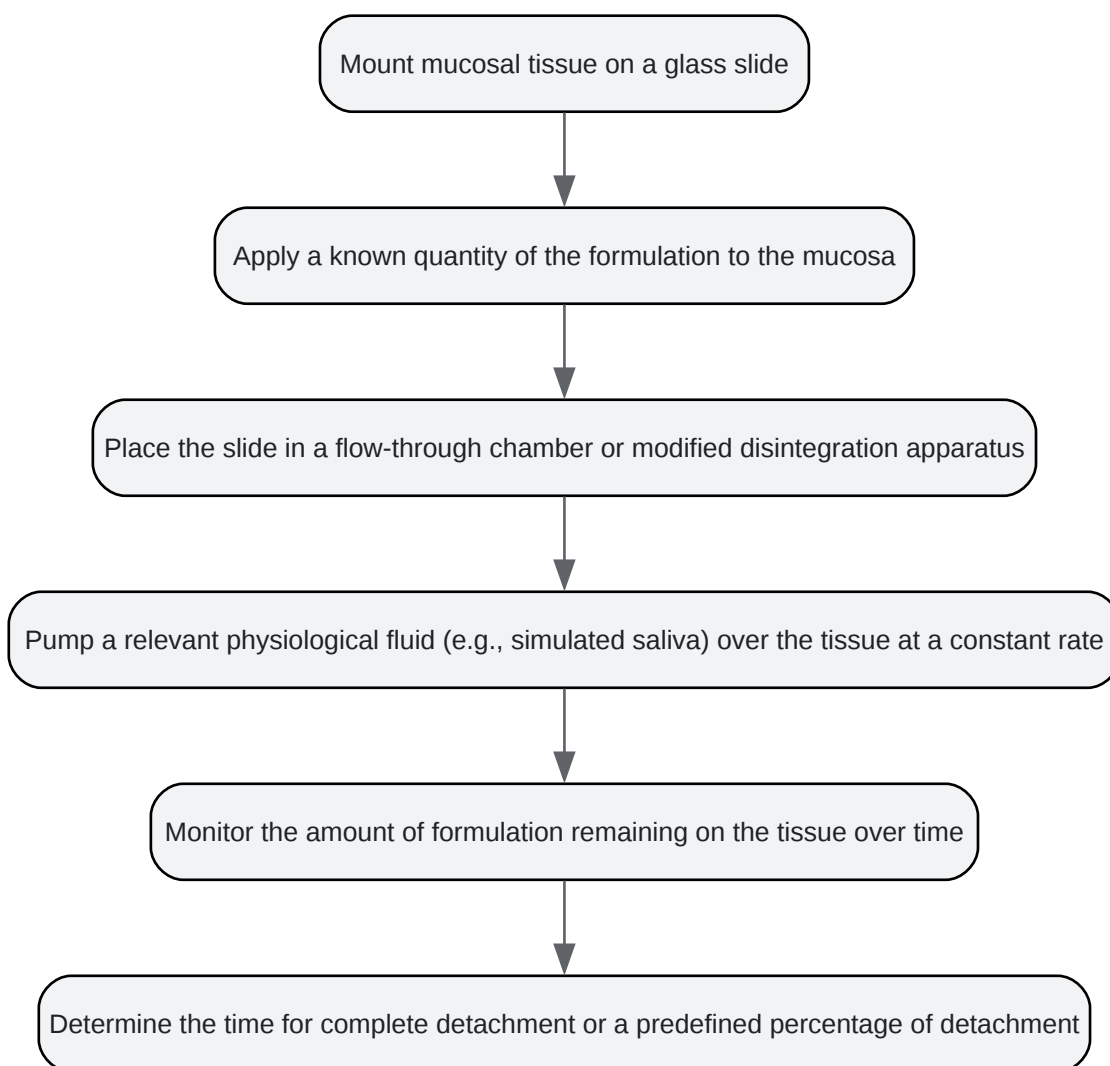 Mount mucosal tissue on a glass slide
Apply a known quantity of the formulation to the mucosa
Place the slide in a flow-through chamber or modified disintegration apparatus
Pump a relevant physiological fluid (e.g., simulated saliva) over the tissue at a constant rate
Monitor the amount of formulation remaining on the tissue over time
Determine the time for complete detachment or a predefined percentage of detachment